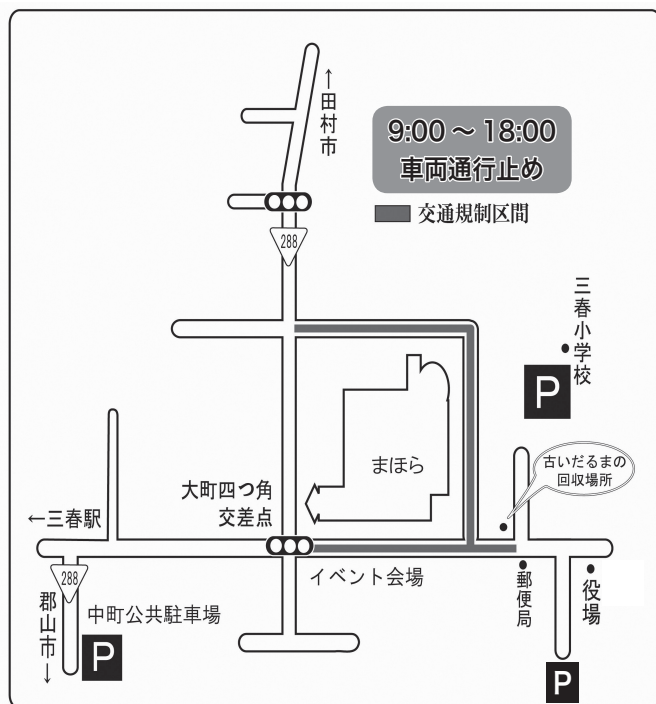 ↑田村市
9:00 ～ 18:00
車両通行止め
交通規制区間
288
三春小学校
P
まほら
古いだるまの
回収場所
大町四つ角
交差点
←三春駅
イベント会場
288
郡山市→
中町公共駐車場
P
郵便局
役場
P